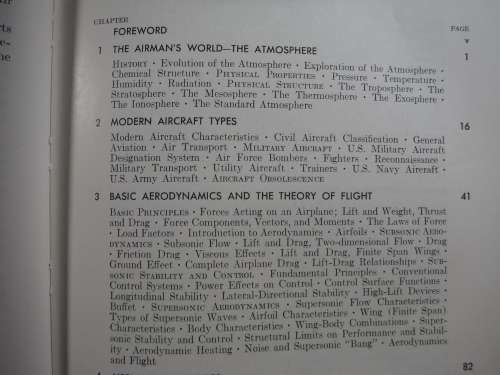 rts
e-
he
CHAPTER
PAGE
FOREWORD
v
1 THE AIRMAN'S WORLD—THE ATMOSPHERE 1
HISTORY · Evolution of the Atmosphere · Exploration of the Atmosphere ·
Chemical Structure · PHYSICAL PROPERTIES · Pressure · Temperature ·
Humidity · Radiation · PHYSICAL STRUCTURE · The Troposphere · The
Stratosphere · The Mesosphere · The Thermosphere · The Exosphere ·
The Ionosphere · The Standard Atmosphere
2 MODERN AIRCRAFT TYPES 16
Modern Aircraft Characteristics · Civil Aircraft Classification · General
Aviation · Air Transport · MILITARY AIRCRAFT · U.S. Military Aircraft
Designation System · Air Force Bombers · Fighters · Reconnaissance ·
Military Transport · Utility Aircraft · Trainers · U.S. Navy Aircraft ·
U.S. Army Aircraft · AIRCRAFT OBSOLESCENCE
3 BASIC AERODYNAMICS AND THE THEORY OF FLIGHT 41
BASIC PRINCIPLES · Forces Acting on an Airplane; Lift and Weight, Thrust
and Drag · Force Components, Vectors, and Moments · The Laws of Force
· Load Factors · Introduction to Aerodynamics · Airfoils · SUBSONIC AERO-
DYNAMICS · Subsonic Flow · Lift and Drag, Two-dimensional Flow · Drag
· Friction Drag · Viscous Effects · Lift and Drag, Finite Span Wings ·
Ground Effect · Complete Airplane Drag · Lift-Drag Relationships · SUB-
SONIC STABILITY AND CONTROL · Fundamental Principles · Conventional
Control Systems · Power Effects on Control · Control Surface Functions ·
Longitudinal Stability · Lateral-Directional Stability · High-Lift Devices ·
Buffet · SUPERSONIC AERODYNAMICS · Supersonic Flow Characteristics ·
Types of Supersonic Waves · Airfoil Characteristics · Wing (Finite Span)
Characteristics · Body Characteristics · Wing-Body Combinations · Super-
sonic Stability and Control · Structural Limits on Performance and Stabil-
ity · Aerodynamic Heating · Noise and Supersonic "Bang" · Aerodynamics
and Flight
82